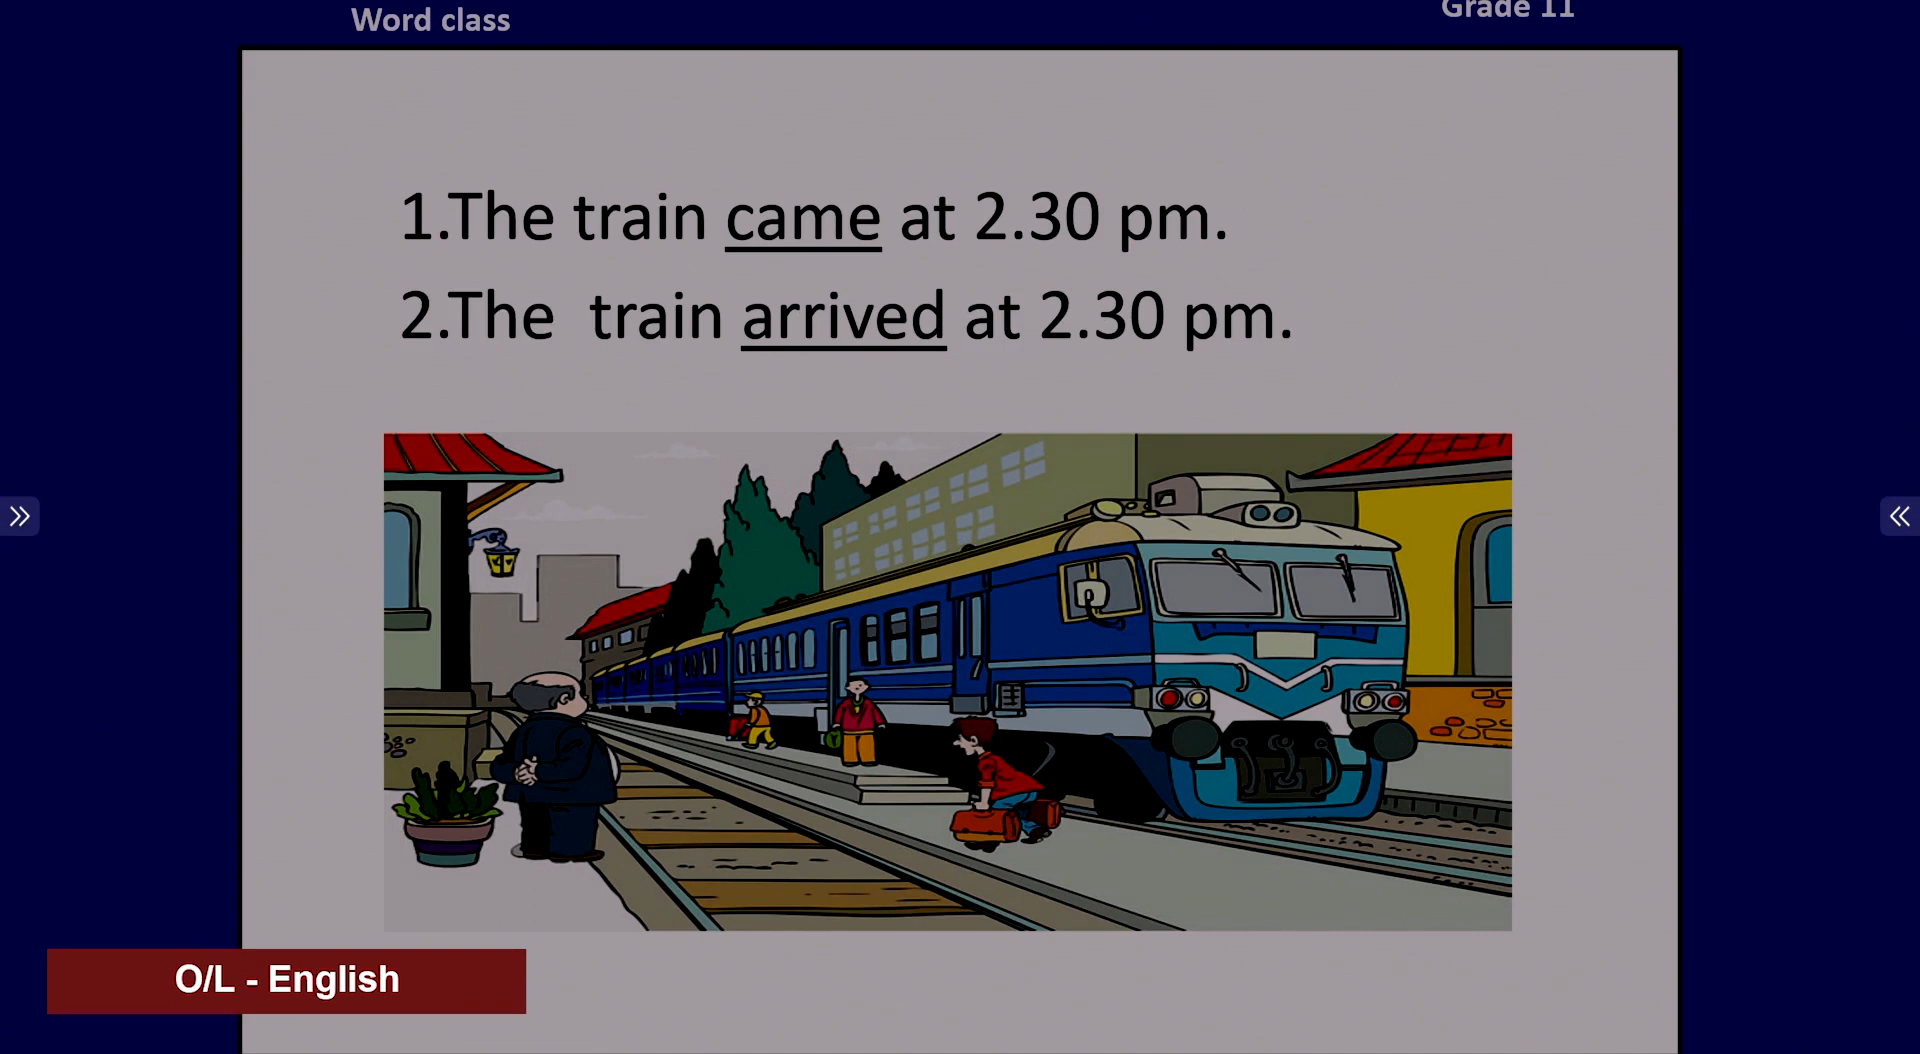 Word class
Grade 11
1.The train came at 2.30 pm.
2.The train arrived at 2.30 pm.
O/L - English